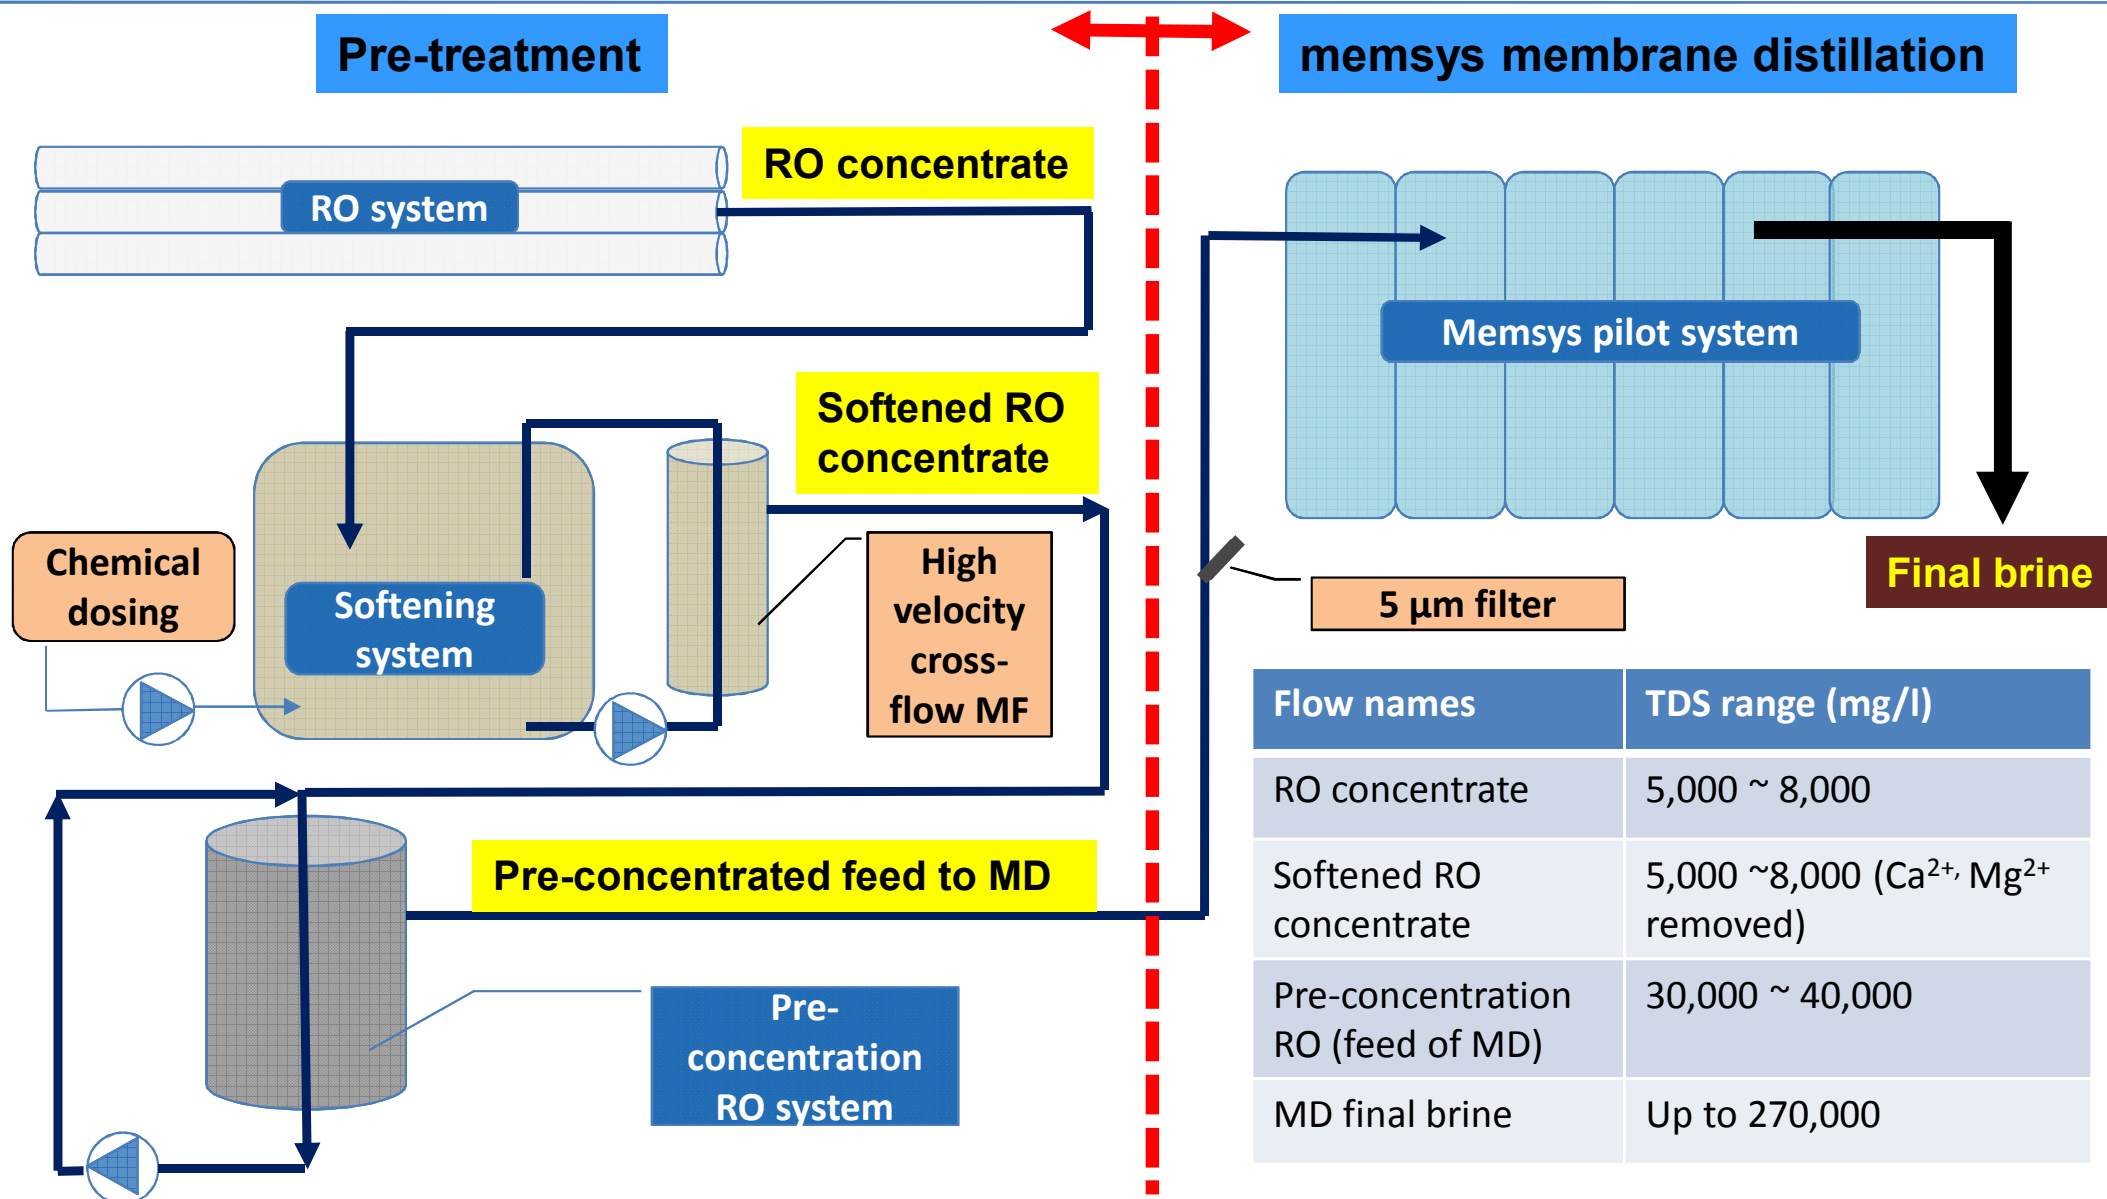 Pre-treatment
memsys membrane distillation
RO concentrate
RO system
Memsys pilot system
Softened RO
concentrate
Chemical
dosing
Softening
system
High
velocity
cross-
flow MF
5 µm filter
Final brine
Pre-concentrated feed to MD
Pre-
concentration
RO system
Flow names TDS range (mg/l)
RO concentrate 5,000 ~ 8,000
Softened RO 5,000 ~8,000 (Ca²⁺, Mg²⁺
concentrate removed)
Pre-concentration 30,000 ~ 40,000
RO (feed of MD)
MD final brine Up to 270,000